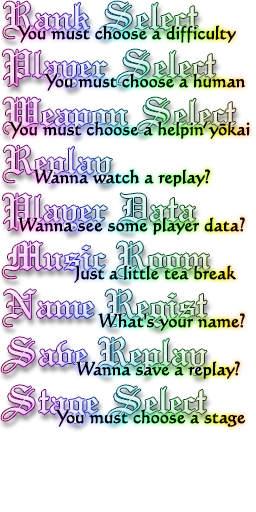 Rank Select
You must choose a difficulty
Player Select
You must choose a human
Weapon Select
You must choose a helpin yokai
Replay
Wanna watch a replay?
Player Data
Wanna see some player data?
Music Room
Just a little tea break
Name Regist
What's your name?
Save Replay
Wanna save a replay?
Stage Select
You must choose a stage